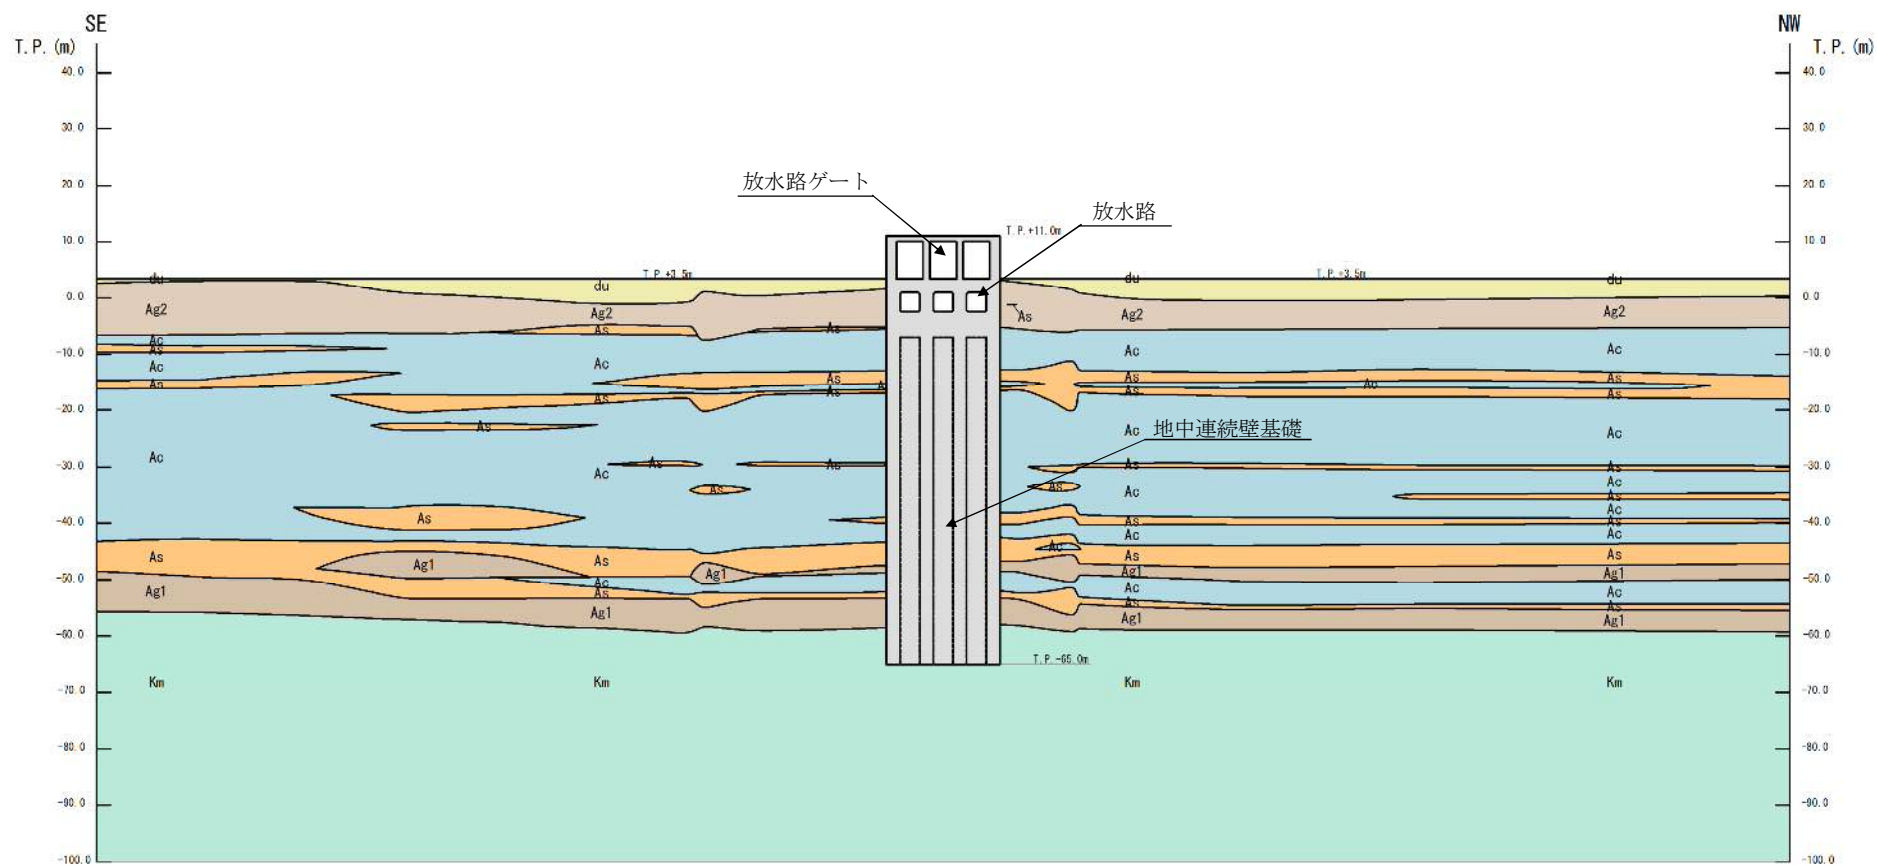 SE
NW
T.P.(m)
T.P.(m)
40.0
40.0
30.0
30.0
20.0
20.0
放水路ゲート
放水路
T.P.+11.0m
10.0
10.0
T.P.+3.5m
T.P.+3.5m
du
du
du
du
0.0
0.0
Ag2
Ag2
As
Ag2
Ag2
As
As
Ac
As
-10.0
-10.0
Ac
Ac
Ac
Ac
As
As
As
As
As
Ac
As
As
As
As
-20.0
-20.0
As
Ac
Ac
地中連続壁基礎
Ac
As
As
As
As
-30.0
-30.0
Ac
Ac
Ac
As
As
As
Ac
As
As
As
-40.0
-40.0
Ac
Ac
Ac
As
As
As
As
Ag1
Ag1
Ag1
Ag1
-50.0
-50.0
Ac
Ac
Ac
Ag1
As
As
As
Ag1
Ag1
Ag1
-60.0
-60.0
T.P.-65.0m
Km
Km
Km
Km
-70.0
-70.0
-80.0
-80.0
-90.0
-90.0
-100.0
-100.0